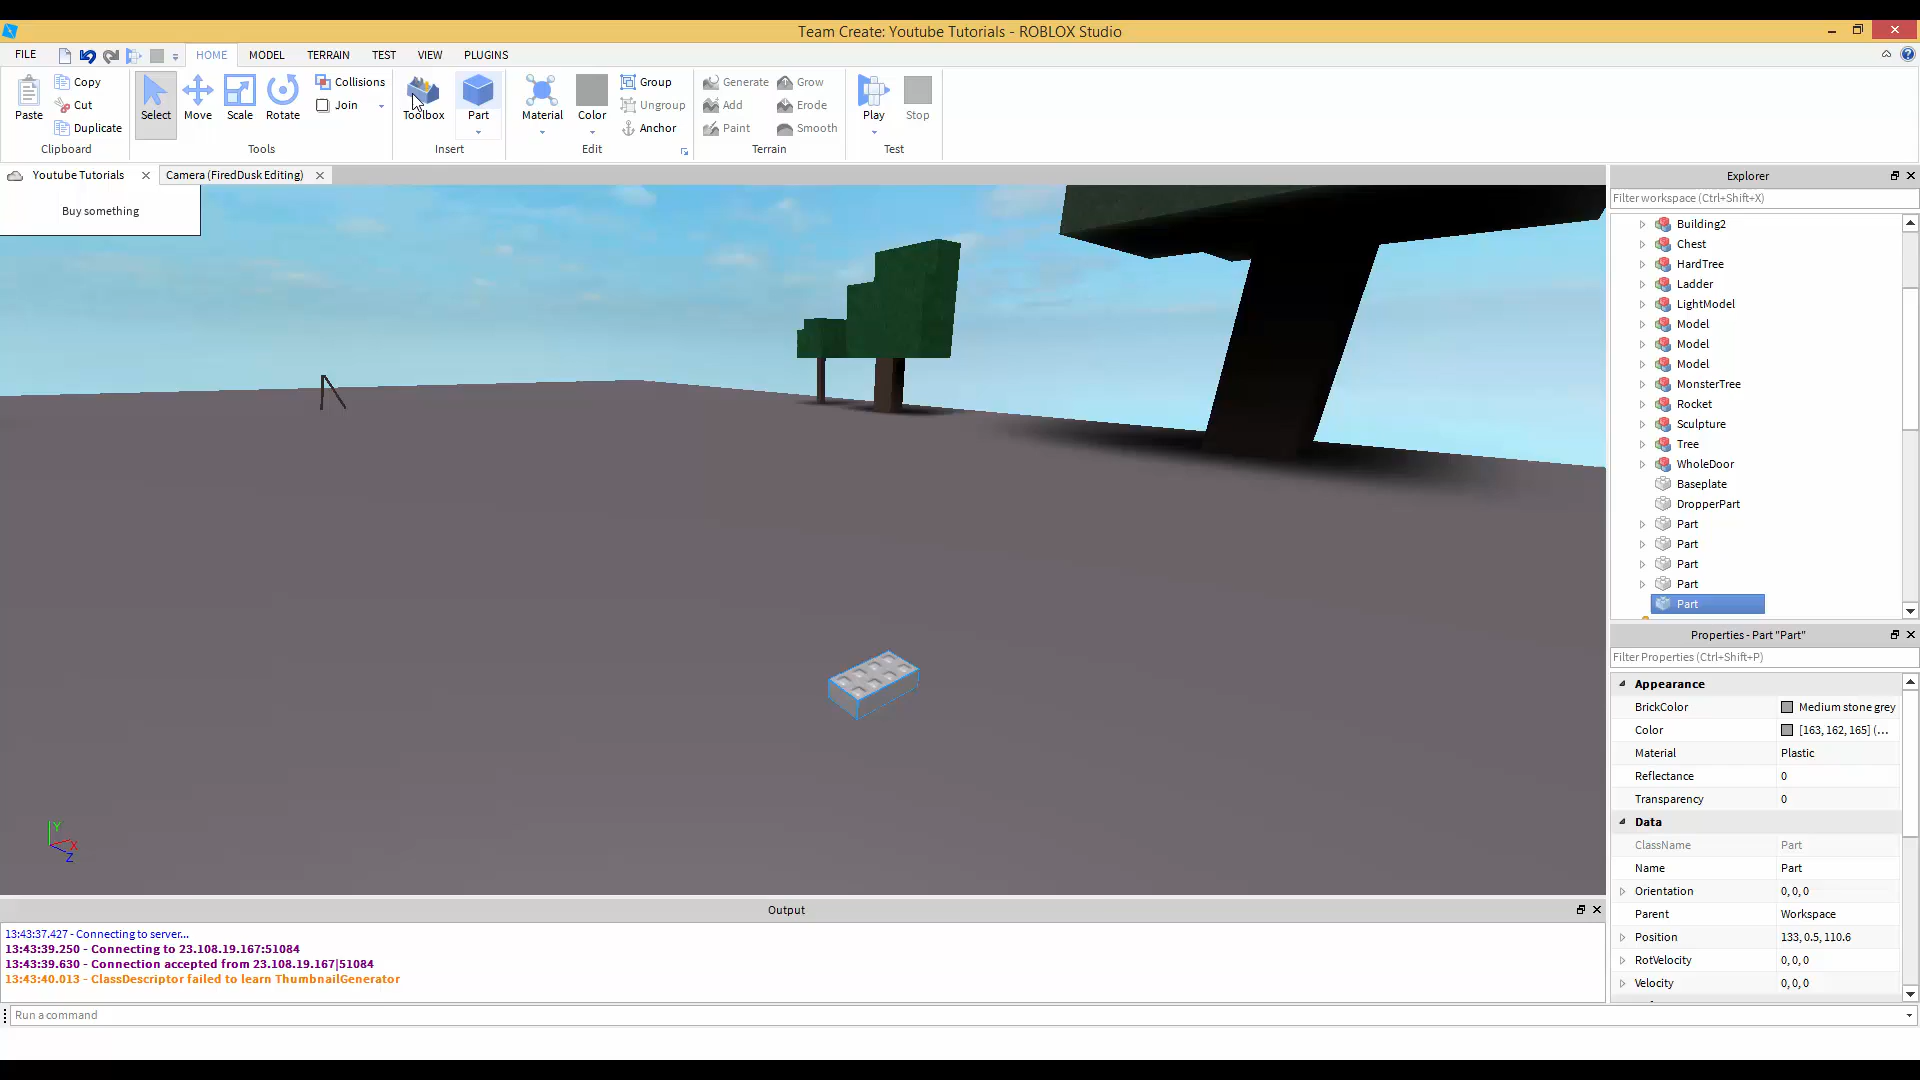 Team Create: Youtube Tutorials - ROBLOX Studio
FILE HOME MODEL TERRAIN TEST VIEW PLUGINS
Paste
Copy
Cut
Duplicate
Clipboard
Select
Move
Scale
Rotate
Collisions
Join
Tools
Toolbox
Part
Insert
Material
Color
Group
Ungroup
Anchor
Edit
Generate
Add
Paint
Grow
Erode
Smooth
Terrain
Play
Stop
Test
Youtube Tutorials
Camera (FiredDusk Editing)
Buy something
Y
X
Z
Explorer
Filter workspace (Ctrl+Shift+X)
Building2
Chest
HardTree
Ladder
LightModel
Model
Model
Model
MonsterTree
Rocket
Sculpture
Tree
WholeDoor
Baseplate
DropperPart
Part
Part
Part
Part
Part
Properties - Part "Part"
Filter Properties (Ctrl+Shift+P)
Appearance
BrickColor Medium stone grey
Color [163, 162, 165] (...
Material Plastic
Reflectance 0
Transparency 0
Data
ClassName Part
Name Part
Orientation 0, 0, 0
Parent Workspace
Position 133, 0.5, 110.6
RotVelocity 0, 0, 0
Velocity 0, 0, 0
Output
13:43:37.427 - Connecting to server...
13:43:39.250 - Connecting to 23.108.19.167:51084
13:43:39.630 - Connection accepted from 23.108.19.167|51084
13:43:40.013 - ClassDescriptor failed to learn ThumbnailGenerator
Run a command